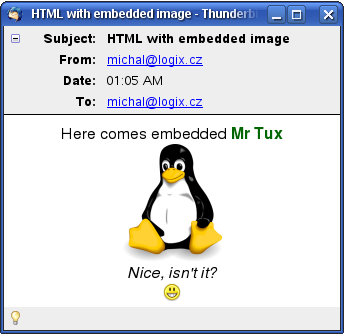 HTML with embedded image - Thunderb
Subject: HTML with embedded image
From: michal@logix.cz
Date: 01:05 AM
To: michal@logix.cz
Here comes embedded Mr Tux
Nice, isn't it?